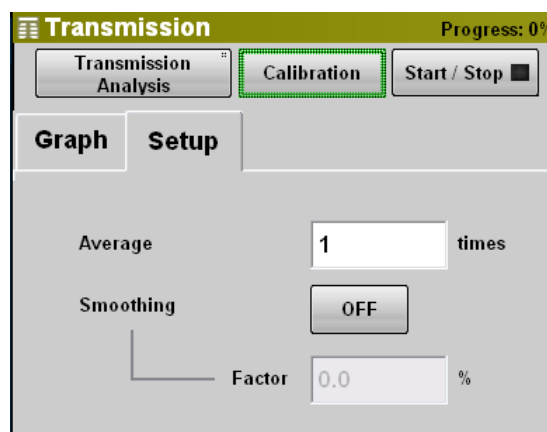 Transmission
Progress: 0%
Transmission
Analysis
Calibration
Start / Stop
Graph
Setup
Average
1
times
Smoothing
OFF
Factor
0.0
%